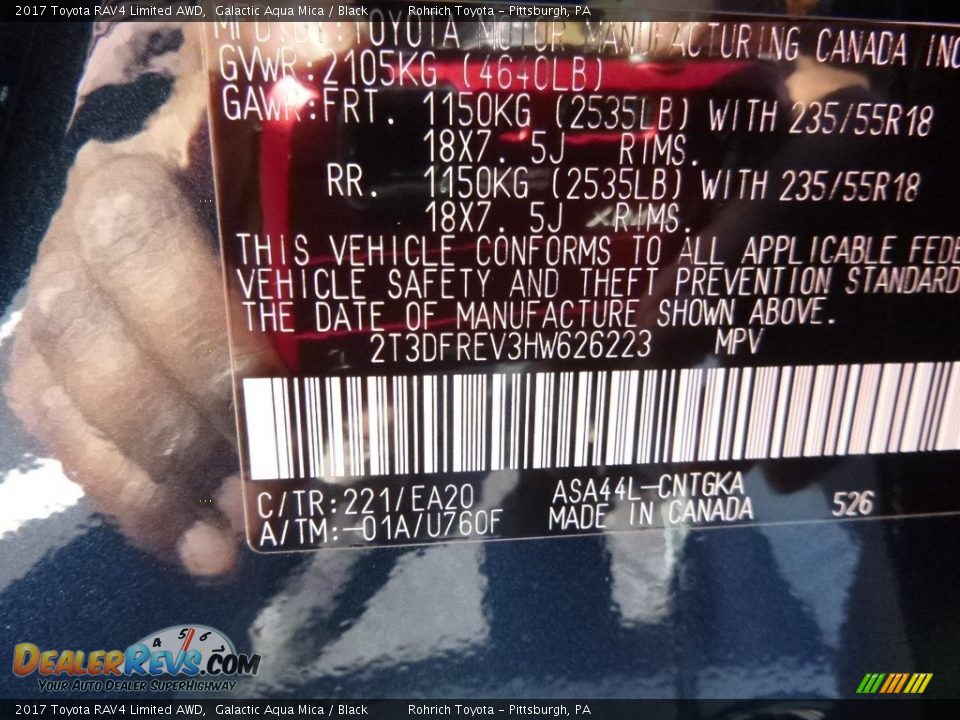 2017 Toyota RAV4 Limited AWD,  Galactic Aqua Mica / Black     Rohrich Toyota - Pittsburgh, PA
MFD. BY: TOYOTA MOTOR MANUFACTURING CANADA INC
GVWR: 2105KG (4640LB)
GAWR: FRT. 1150KG (2535LB) WITH 235/55R18
18X7. 5J RIMS.
RR. 1150KG (2535LB) WITH 235/55R18
18X7. 5J RIMS.
THIS VEHICLE CONFORMS TO ALL APPLICABLE FEDE
VEHICLE SAFETY AND THEFT PREVENTION STANDARD
THE DATE OF MANUFACTURE SHOWN ABOVE.
2T3DFREV3HW626223 MPV
C/TR: 221/EA20 ASA44L-CNTGKA 526
A/TM: -01A/U760F MADE IN CANADA
4 5 6
DealerRevs.com
Your Auto Dealer SuperHighway
2017 Toyota RAV4 Limited AWD,  Galactic Aqua Mica / Black     Rohrich Toyota - Pittsburgh, PA